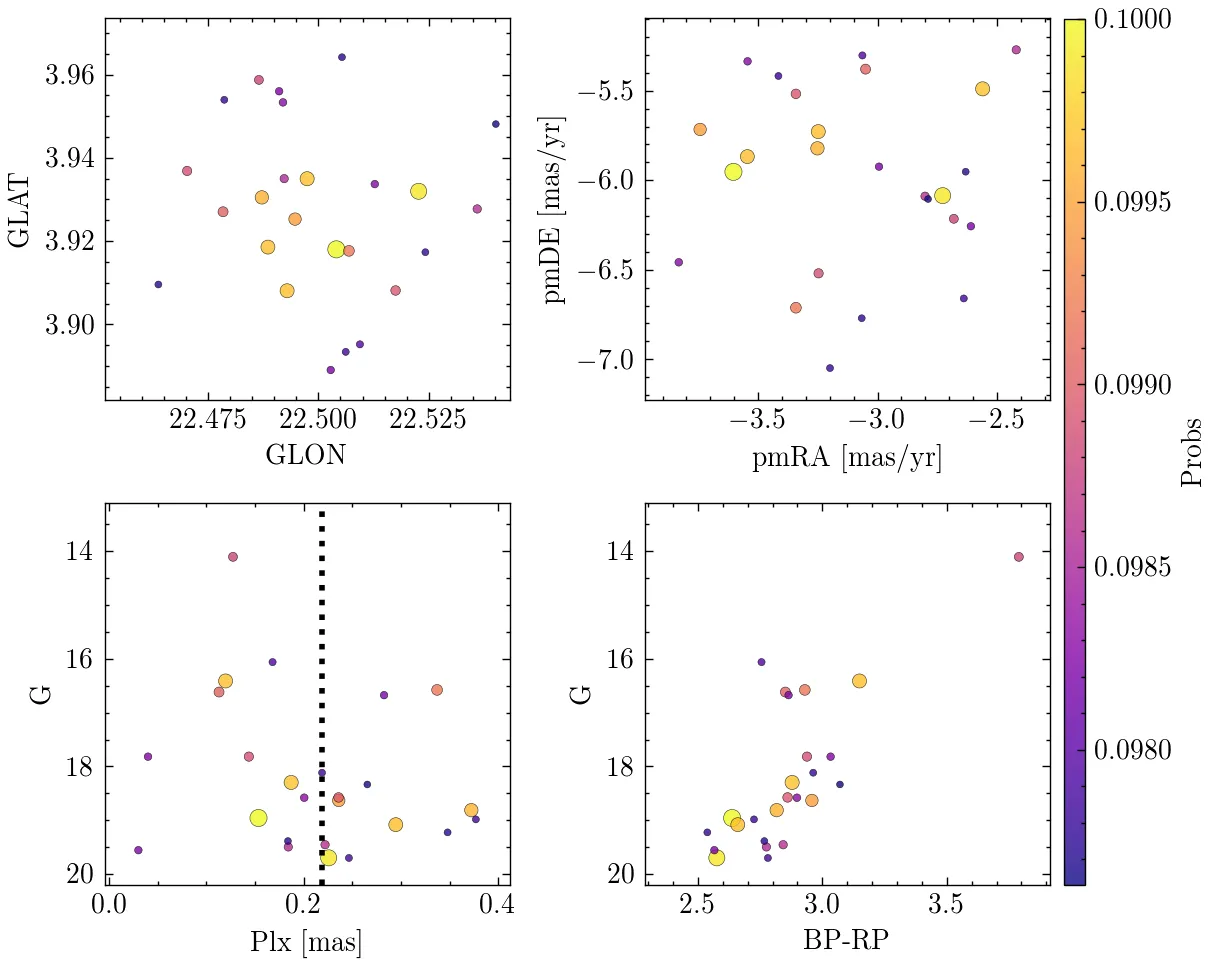 3.96
3.94
3.92
3.90
GLAT
22.475 22.500 22.525
GLON
−5.5
−6.0
−6.5
−7.0
pmDE [mas/yr]
−3.5 −3.0 −2.5
pmRA [mas/yr]
14
16
18
20
G
0.0 0.2 0.4
Plx [mas]
14
16
18
20
G
2.5 3.0 3.5
BP-RP
0.1000
0.0995
0.0990
0.0985
0.0980
Probs